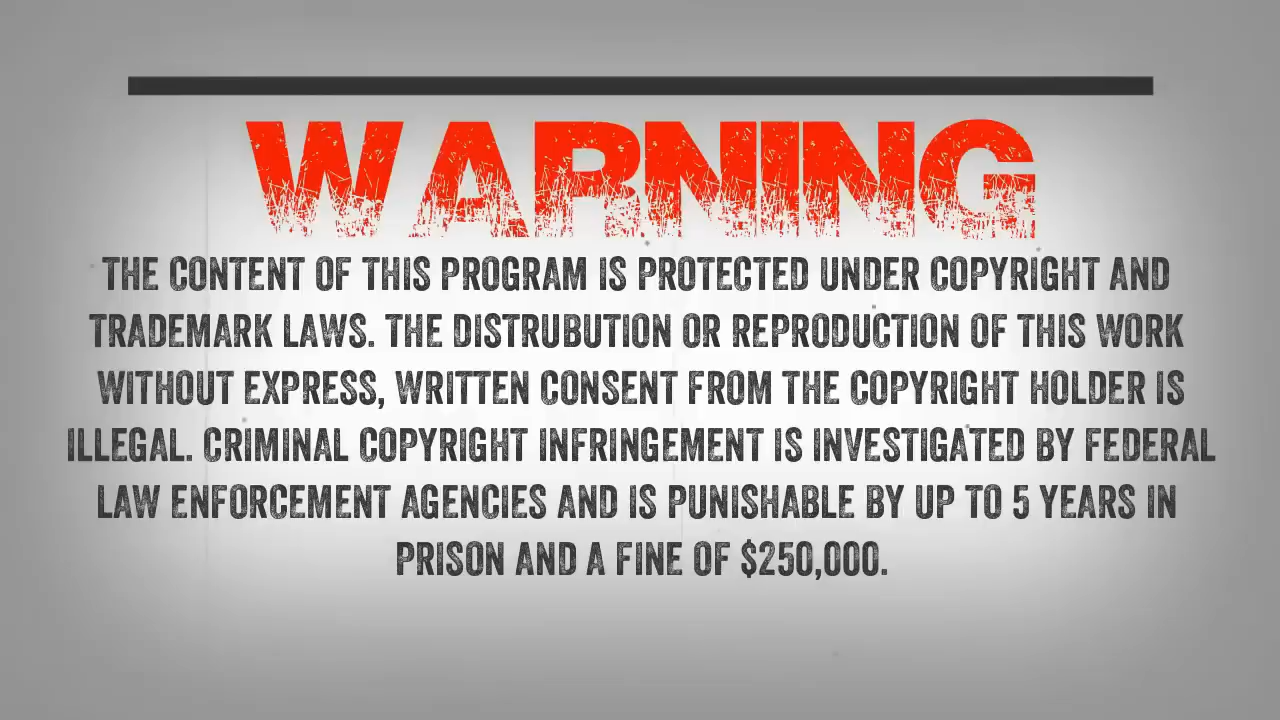 WARNING
THE CONTENT OF THIS PROGRAM IS PROTECTED UNDER COPYRIGHT AND
TRADEMARK LAWS. THE DISTRUBUTION OR REPRODUCTION OF THIS WORK
WITHOUT EXPRESS, WRITTEN CONSENT FROM THE COPYRIGHT HOLDER IS
ILLEGAL. CRIMINAL COPYRIGHT INFRINGEMENT IS INVESTIGATED BY FEDERAL
LAW ENFORCEMENT AGENCIES AND IS PUNISHABLE BY UP TO 5 YEARS IN
PRISON AND A FINE OF $250,000.